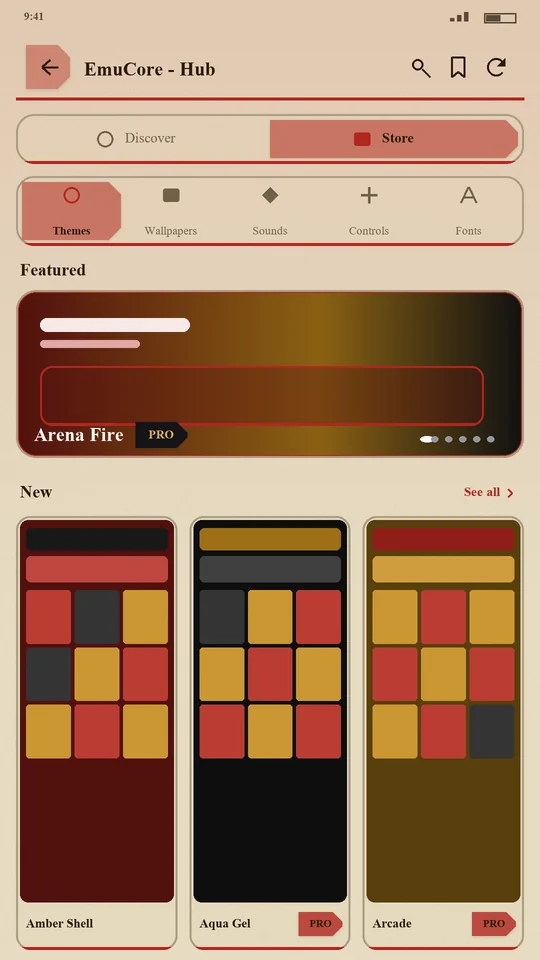 9:41
EmuCore - Hub
Discover
Store
Themes
Wallpapers
Sounds
Controls
Fonts
Featured
Arena Fire
PRO
New
See all
Amber Shell
Aqua Gel
PRO
Arcade
PRO